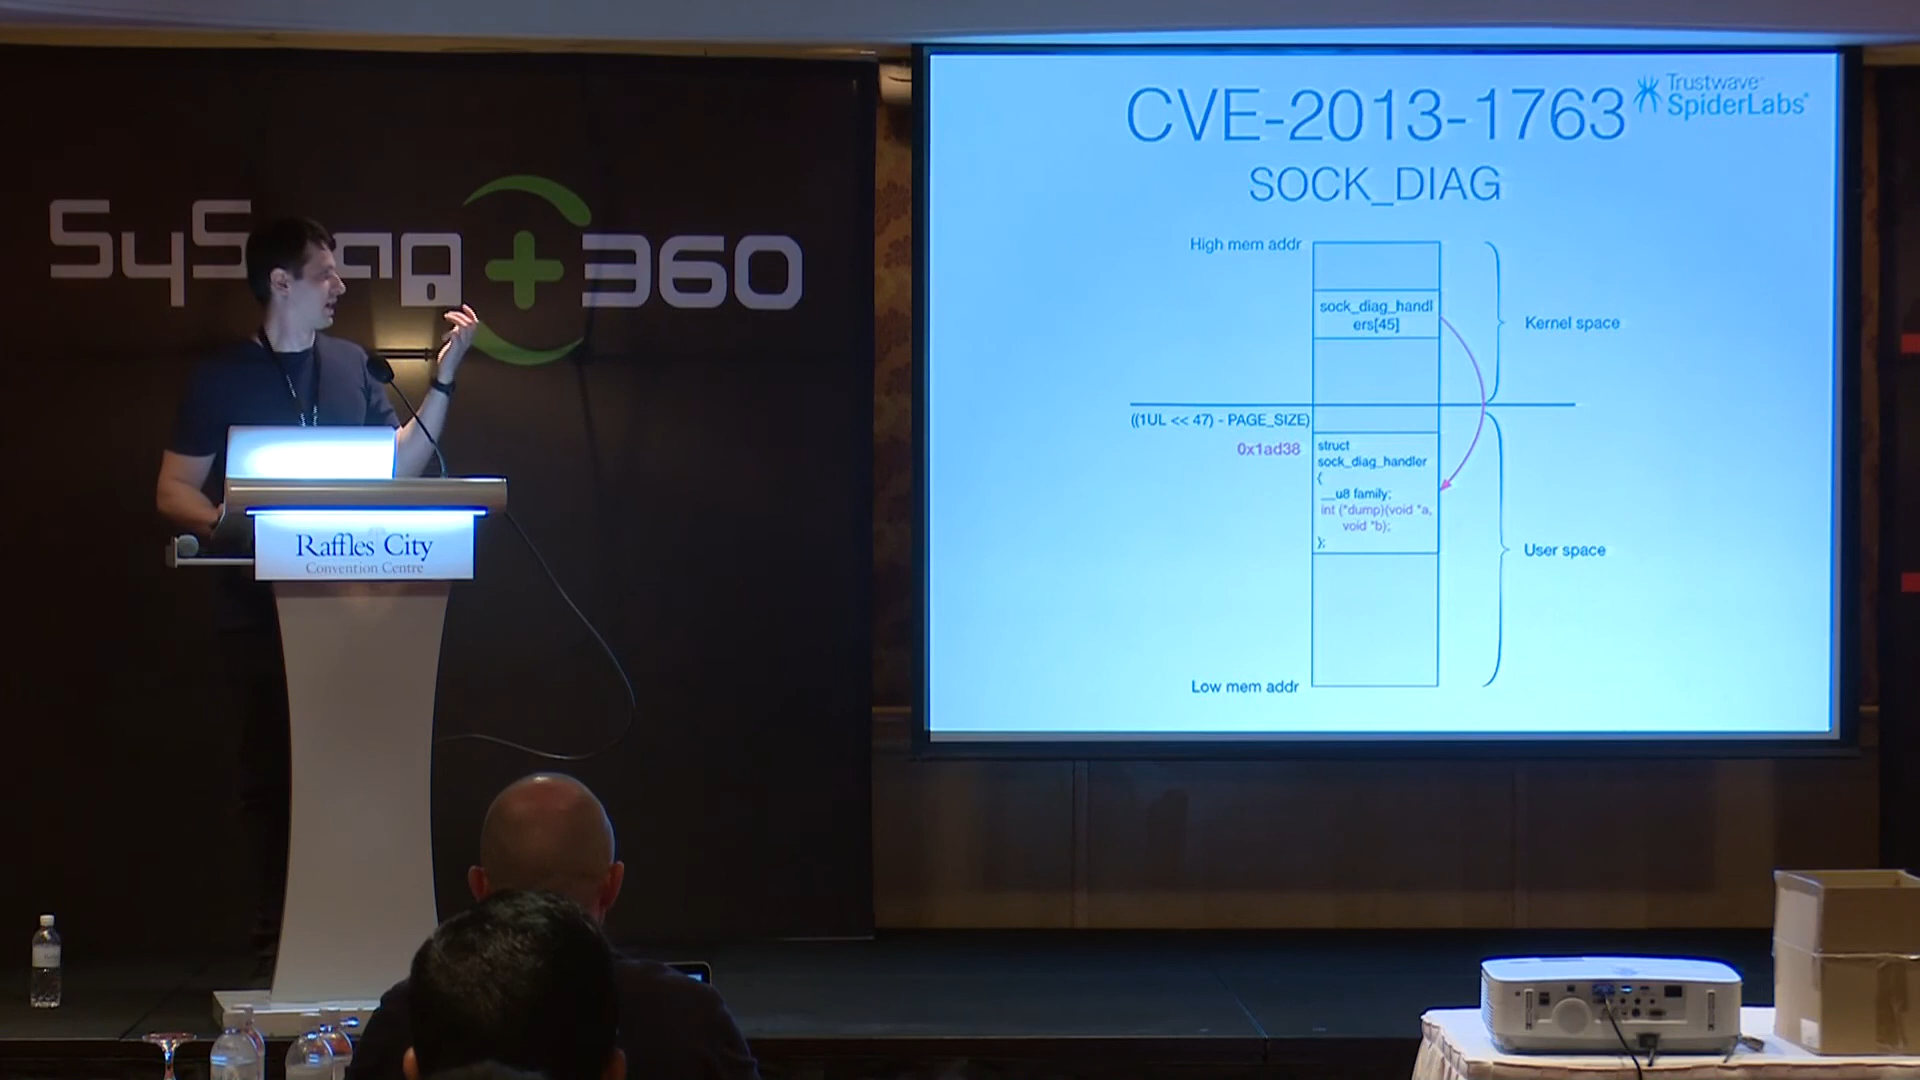 SyScan+360
Raffles City
Convention Centre
CVE-2013-1763
Trustwave
SpiderLabs
SOCK_DIAG
High mem addr
sock_diag_handl
ers[45]
Kernel space
((1UL << 47) - PAGE_SIZE)
0x1ad38
struct
sock_diag_handler
{
__u8 family;
int (*dump)(void *a,
void *b);
};
User space
Low mem addr